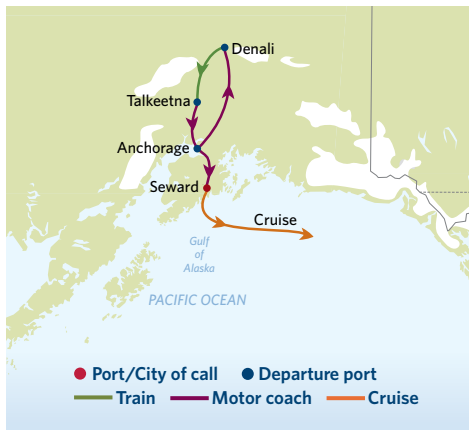 Denali
Talkeetna
Anchorage
Seward
Cruise
Gulf
of
Alaska
PACIFIC OCEAN
Port/City of call Departure port
Train Motor coach Cruise